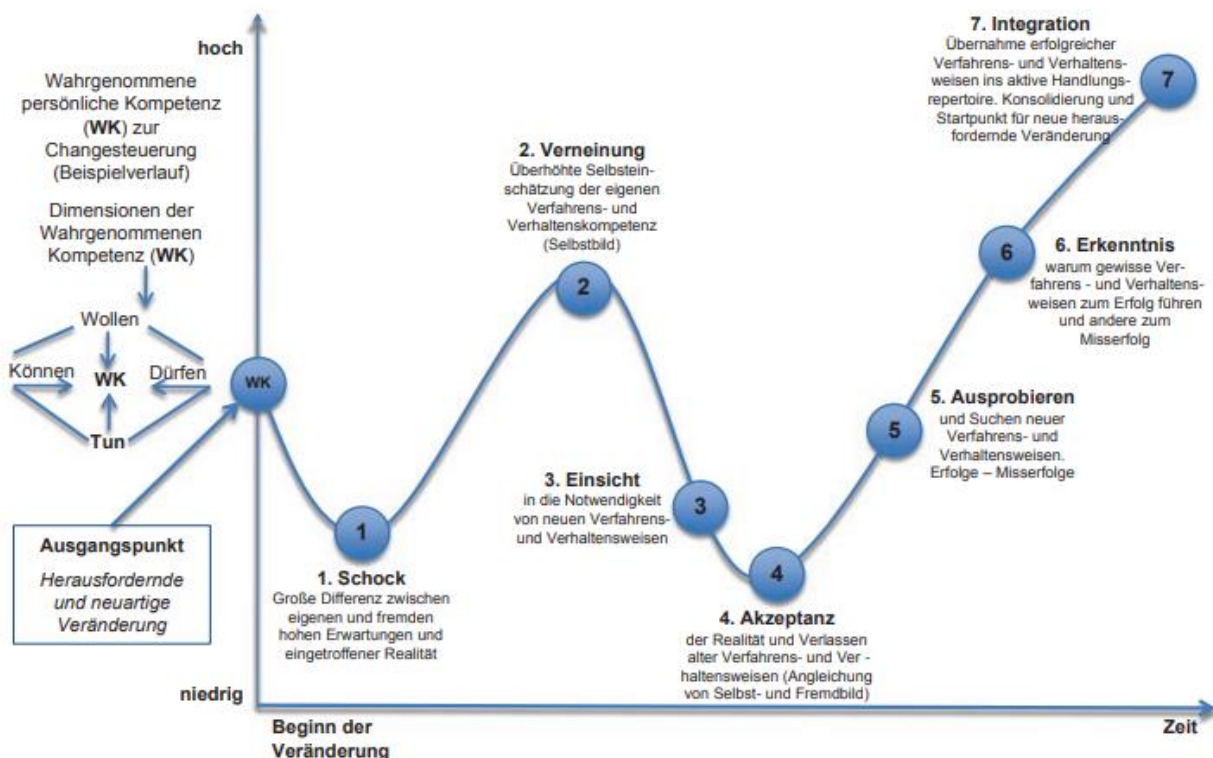 hoch
Wahrgenommene
persönliche Kompetenz
(WK) zur
Changesteuerung
(Beispielverlauf)
Dimensionen der
Wahrgenommenen
Kompetenz (WK)
Wollen
Können
WK
Dürfen
Tun
WK
Ausgangspunkt
Herausfordernde
und neuartige
Veränderung
niedrig
1
1. Schock
Große Differenz zwischen
eigenen und fremden
hohen Erwartungen und
eingetroffener Realität
2. Verneinung
Überhöhte Selbstein-
schätzung der eigenen
Verfahrens- und
Verhaltenskompetenz
(Selbstbild)
2
3. Einsicht
in die Notwendigkeit
von neuen Verfahrens-
und Verhaltensweisen
3
4
4. Akzeptanz
der Realität und Verlassen
alter Verfahrens- und Ver -
haltensweisen (Angleichung
von Selbst- und Fremdbild)
5
5. Ausprobieren
und Suchen neuer
Verfahrens- und
Verhaltensweisen.
Erfolge – Misserfolge
6
6. Erkenntnis
warum gewisse Ver-
fahrens - und Verhaltens-
weisen zum Erfolg führen
und andere zum
Misserfolg
7. Integration
Übernahme erfolgreicher
Verfahrens- und Verhaltens-
weisen ins aktive Handlungs-
repertoire. Konsolidierung und
Startpunkt für neue heraus-
fordernde Veränderung
7
Beginn der
Veränderung
Zeit